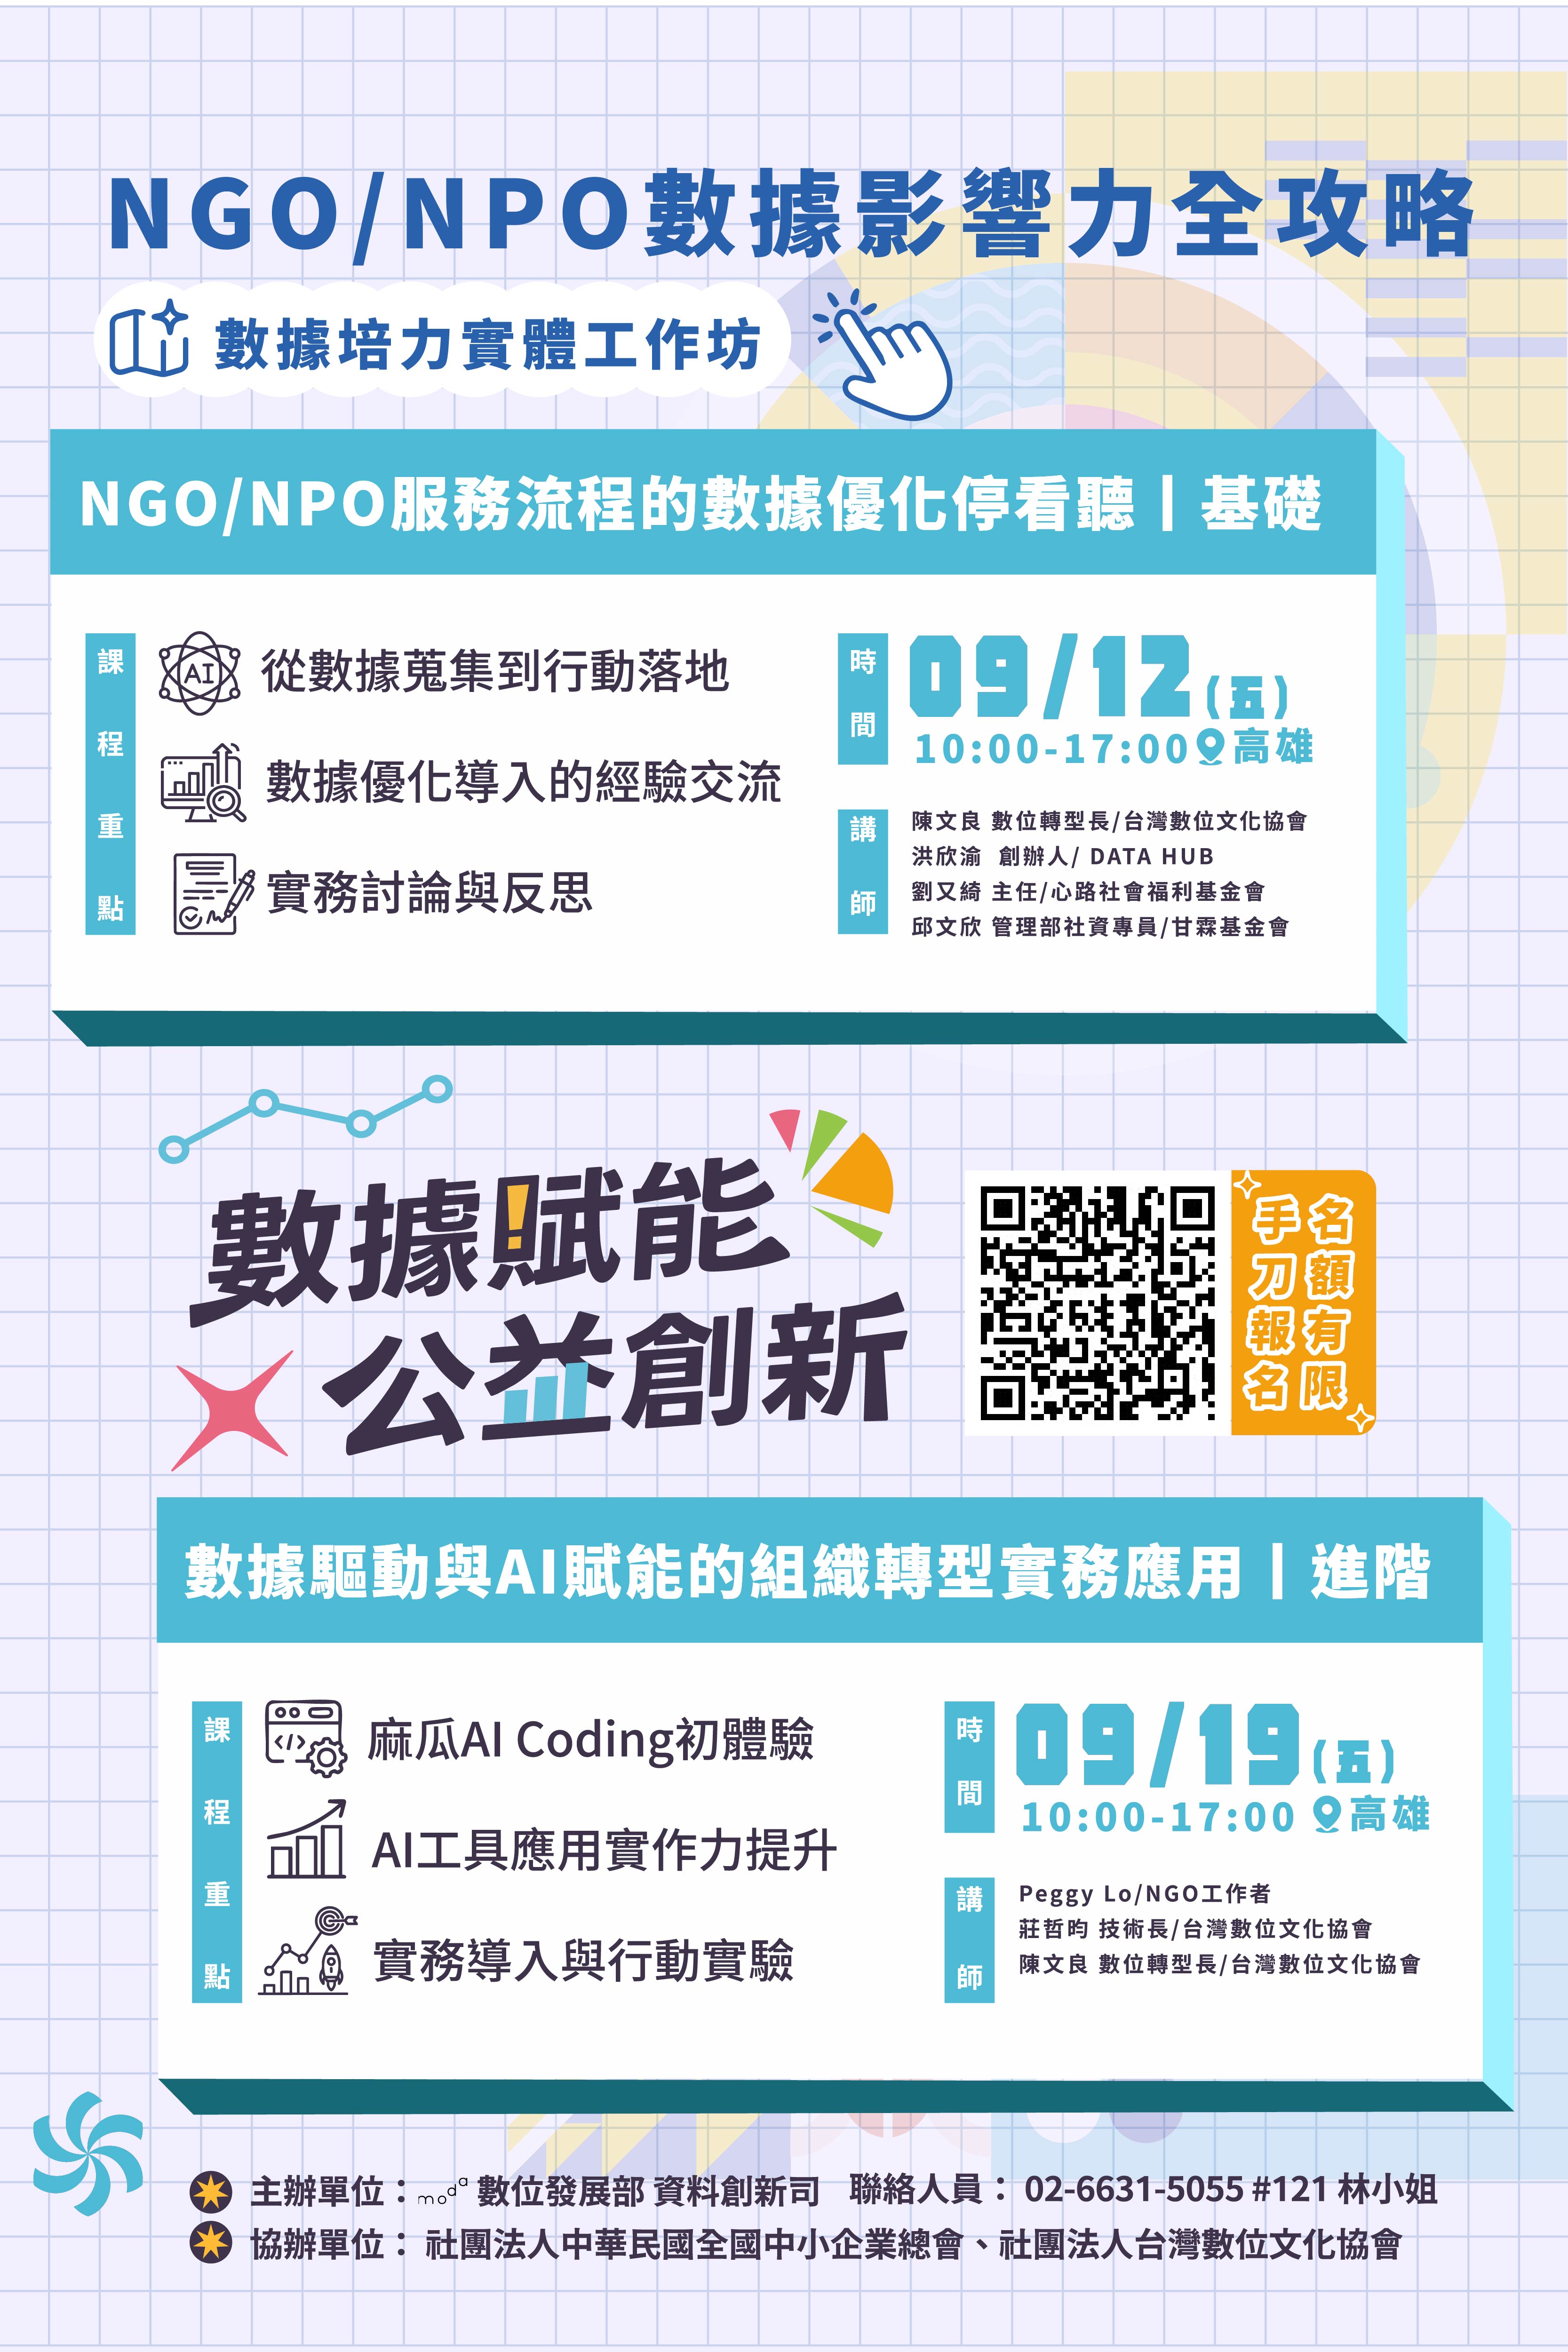 NGO/NPO數據影響力全攻略
數據培力實體工作坊
NGO/NPO服務流程的數據優化停看聽｜基礎
課程重點
AI
從數據蒐集到行動落地
數據優化導入的經驗交流
實務討論與反思
時間
09/12(五)
10:00-17:00 高雄
講師
陳文良 數位轉型長/台灣數位文化協會
洪欣渝 創辦人/ DATA HUB
劉又綺 主任/心路社會福利基金會
邱文欣 管理部社資專員/甘霖基金會
數據賦能
公益創新
名額有限
手刀報名
數據驅動與AI賦能的組織轉型實務應用｜進階
課程重點
麻瓜AI Coding初體驗
AI工具應用實作力提升
實務導入與行動實驗
時間
09/19(五)
10:00-17:00 高雄
講師
Peggy Lo/NGO工作者
莊哲昀 技術長/台灣數位文化協會
陳文良 數位轉型長/台灣數位文化協會
主辦單位：moda 數位發展部 資料創新司 聯絡人員： 02-6631-5055 #121 林小姐
協辦單位： 社團法人中華民國全國中小企業總會、社團法人台灣數位文化協會